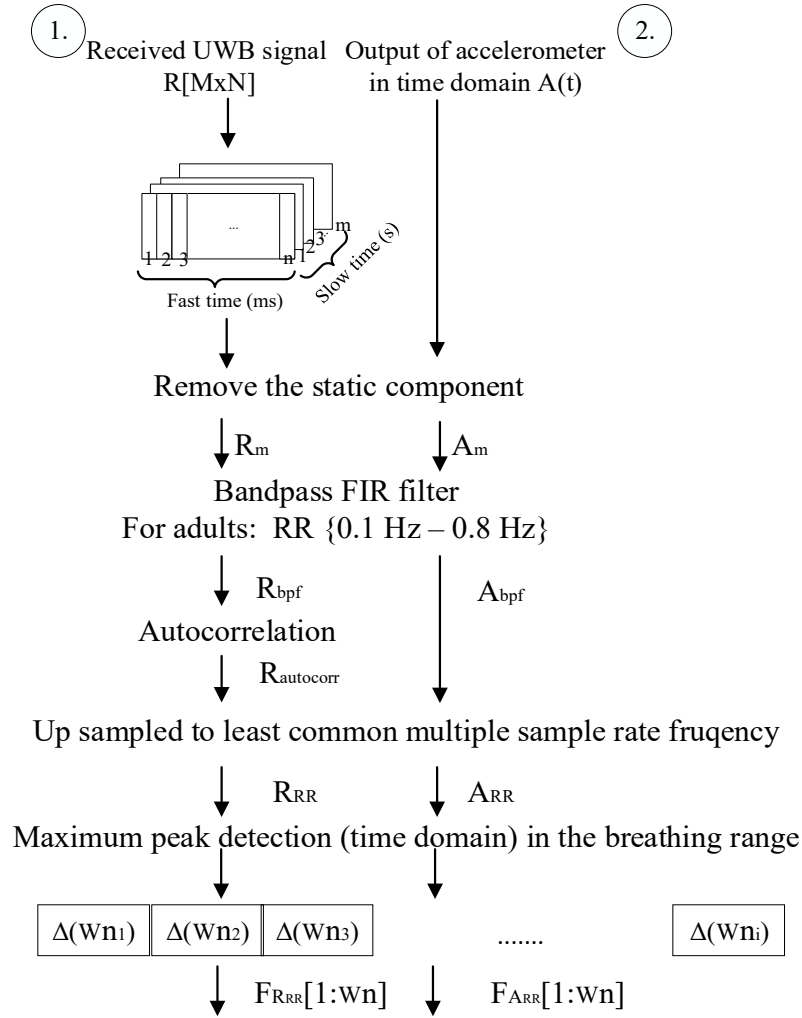 1.
Received UWB signal
R[MxN]
Output of accelerometer
in time domain A(t)
2.
...
1 2 3 n
1 2 3 .. m
Fast time (ms)
Slow time (s)
Remove the static component
Rm
Am
Bandpass FIR filter
For adults: RR {0.1 Hz – 0.8 Hz}
Rbpf
Abpf
Autocorrelation
Rautocorr
Up sampled to least common multiple sample rate fruqency
RRR
ARR
Maximum peak detection (time domain) in the breathing range
Δ(Wn1) Δ(Wn2) Δ(Wn3) ....... Δ(Wni)
FRRR[1:Wn]
FARR[1:Wn]